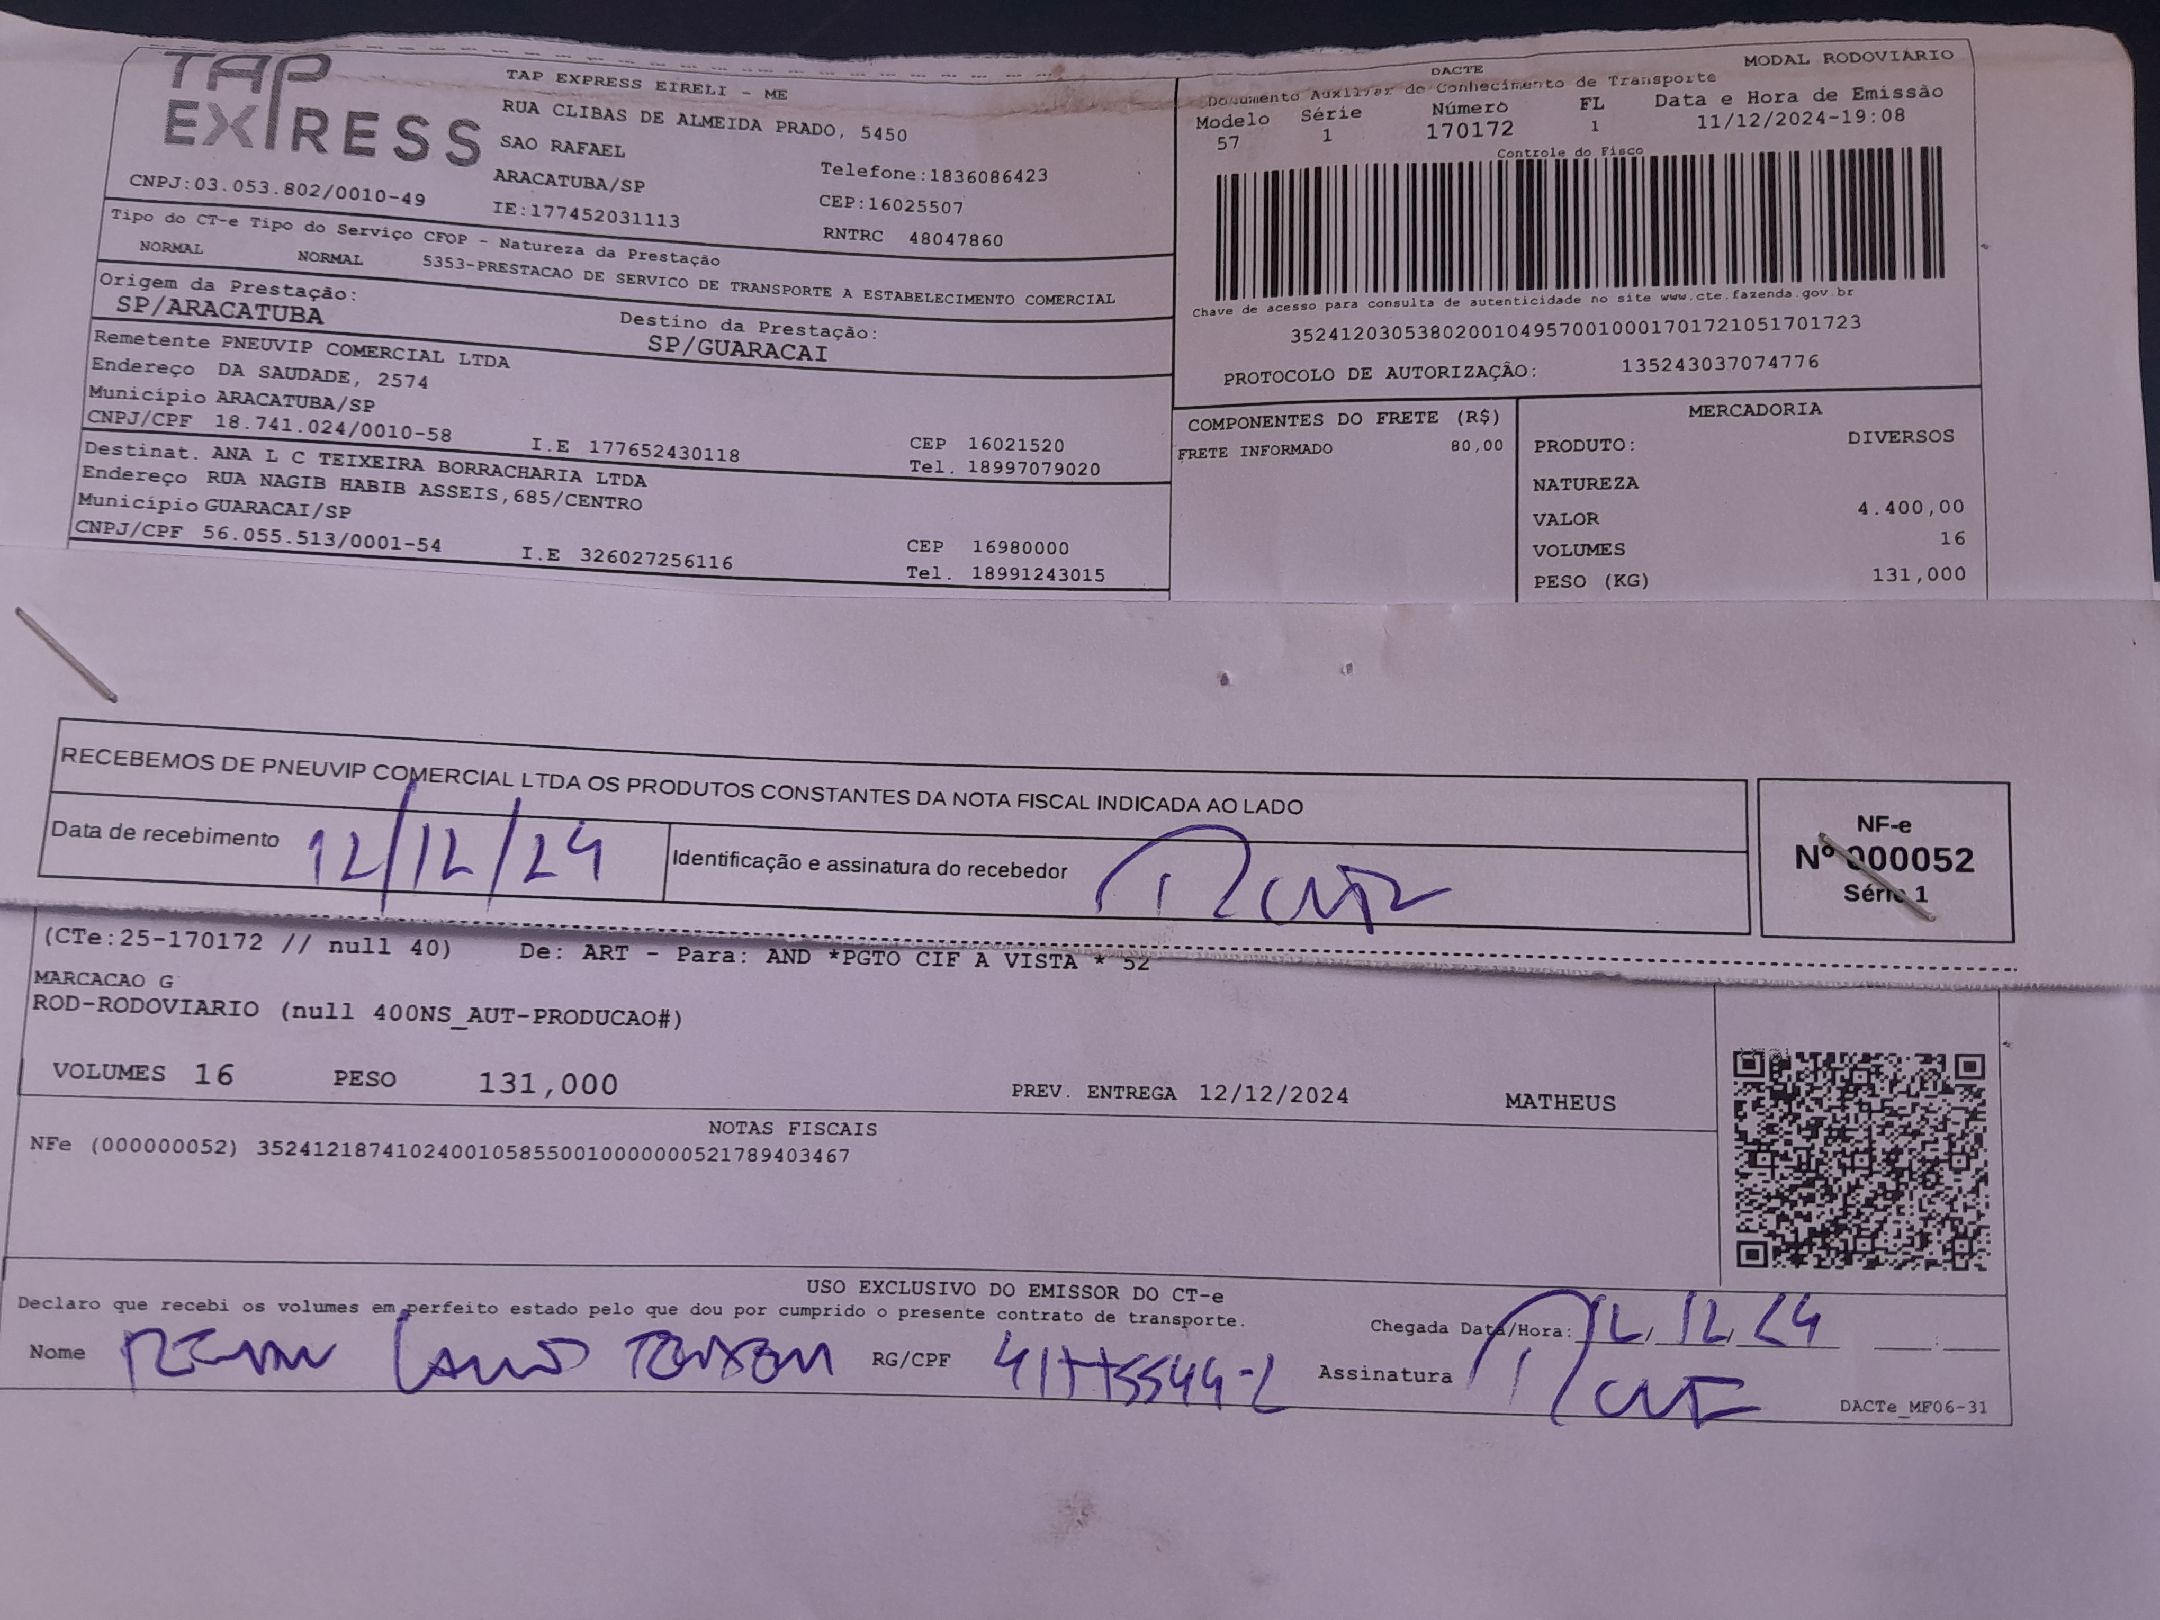 TAP EXPRESS
TAP EXPRESS EIRELI - ME
RUA CLIBAS DE ALMEIDA PRADO, 5450
SAO RAFAEL
ARACATUBA/SP
Telefone:1836086423
CNPJ:03.053.802/0010-49
IE:177452031113
CEP:16025507
RNTRC 48047860
Tipo do CT-e Tipo do Serviço CFOP - Natureza da Prestação
NORMAL NORMAL 5353-PRESTACAO DE SERVICO DE TRANSPORTE A ESTABELECIMENTO COMERCIAL
Origem da Prestação:
SP/ARACATUBA
Destino da Prestação:
SP/GUARACAI
Remetente PNEUVIP COMERCIAL LTDA
Endereço DA SAUDADE, 2574
Município ARACATUBA/SP
CNPJ/CPF 18.741.024/0010-58 I.E 177652430118
CEP 16021520
Tel. 18997079020
Destinat. ANA L C TEIXEIRA BORRACHARIA LTDA
Endereço RUA NAGIB HABIB ASSEIS,685/CENTRO
Município GUARACAI/SP
CNPJ/CPF 56.055.513/0001-54 I.E 326027256116
CEP 16980000
Tel. 18991243015
DACTE MODAL RODOVIARIO
Documento Auxiliar do Conhecimento de Transporte
Modelo Série Número FL Data e Hora de Emissão
57 1 170172 1 11/12/2024-19:08
Controle do Fisco
Chave de acesso para consulta de autenticidade no site www.cte.fazenda.gov.br
35241203053802001049570010001701721051701723
PROTOCOLO DE AUTORIZAÇÃO: 135243037074776
COMPONENTES DO FRETE (R$)
FRETE INFORMADO 80,00
MERCADORIA
PRODUTO: DIVERSOS
NATUREZA
VALOR 4.400,00
VOLUMES 16
PESO (KG) 131,000
RECEBEMOS DE PNEUVIP COMERCIAL LTDA OS PRODUTOS CONSTANTES DA NOTA FISCAL INDICADA AO LADO
Data de recebimento 12/12/24
Identificação e assinatura do recebedor
NF-e
Nº 000052
Série 1
(CTe:25-170172 // null 40) De: ART - Para: AND *PGTO CIF A VISTA * 52
MARCACAO G
ROD-RODOVIARIO (null 400NS_AUT-PRODUCAO#)
VOLUMES 16 PESO 131,000 PREV. ENTREGA 12/12/2024 MATHEUS
NOTAS FISCAIS
NFe (000000052) 35241218741024001058550010000000521789403467
USO EXCLUSIVO DO EMISSOR DO CT-e
Declaro que recebi os volumes em perfeito estado pelo que dou por cumprido o presente contrato de transporte.
Chegada Data/Hora: 12/12/24
Nome
RG/CPF
Assinatura
DACTe_MF06-31